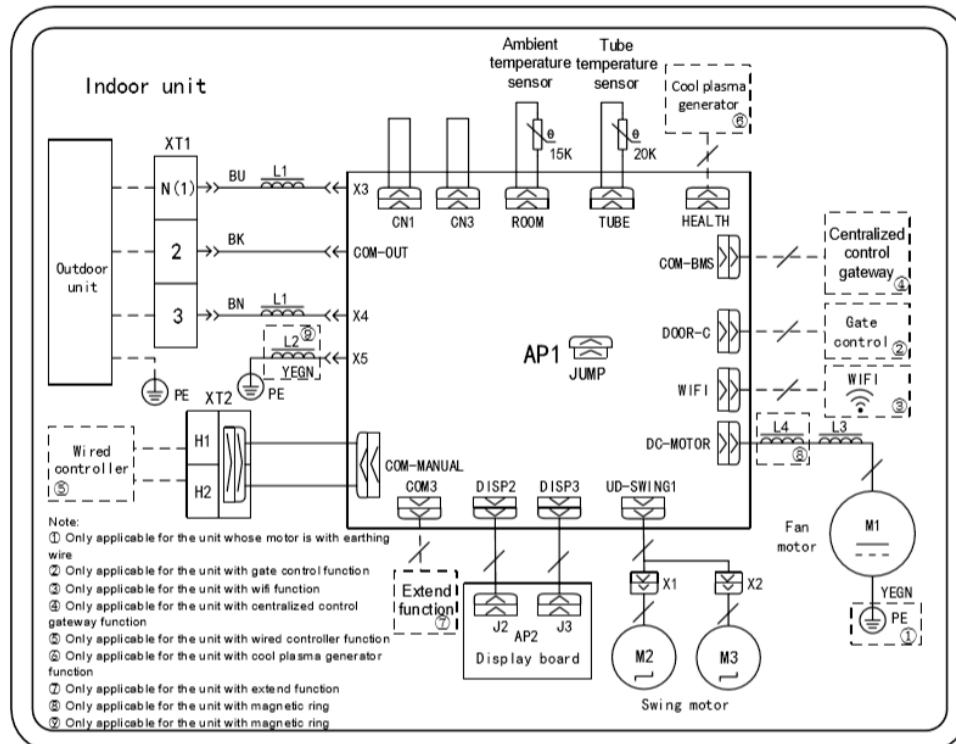 Indoor unit
Ambient
temperature
sensor
Tube
temperature
sensor
Cool plasma
generator
⑥
θ
15K
θ
20K
XT1
N(1)
BU
L1
X3
CN1
CN3
ROOM
TUBE
HEALTH
2
BK
COM-OUT
COM-BMS
Centralized
control
gateway
④
Outdoor
unit
3
BN
L1
X4
DOOR-C
Gate
control
②
L2
⑨
YEGN
X5
AP1
JUMP
WIFI
WIFI
③
PE
PE
XT2
DC-MOTOR
L4
⑧
L3
Wired
controller
⑤
H1
H2
COM-MANUAL
COM3
DISP2
DISP3
UD-SWING1
Fan
motor
M1
Extend
function
⑦
J2
J3
AP2
Display board
X1
X2
M2
M3
Swing motor
YEGN
PE
①
Note:
① Only applicable for the unit whose motor is with earthing
wire
② Only applicable for the unit with gate control function
③ Only applicable for the unit with wifi function
④ Only applicable for the unit with centralized control
gateway function
⑤ Only applicable for the unit with wired controller function
⑥ Only applicable for the unit with cool plasma generator
function
⑦ Only applicable for the unit with extend function
⑧ Only applicable for the unit with magnetic ring
⑨ Only applicable for the unit with magnetic ring